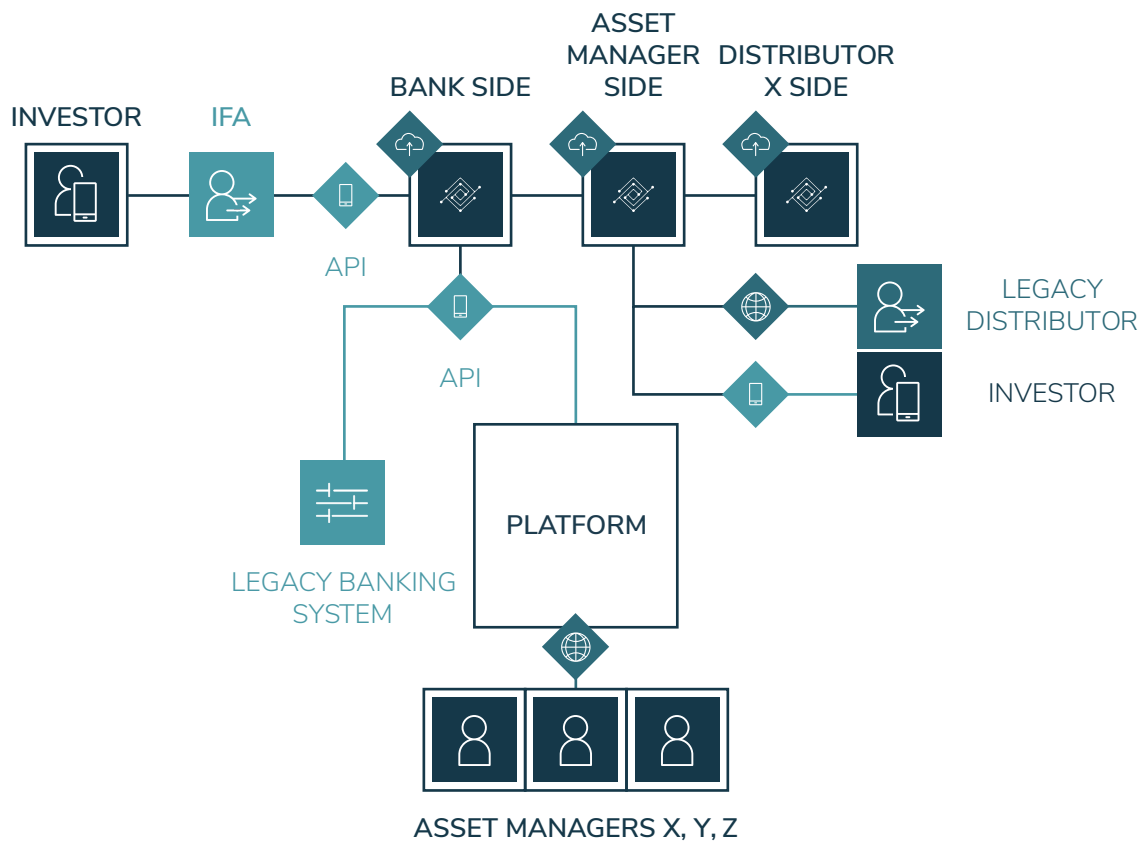 ASSET
MANAGER
SIDE
DISTRIBUTOR
X SIDE
BANK SIDE
INVESTOR
IFA
API
LEGACY
DISTRIBUTOR
API
INVESTOR
PLATFORM
LEGACY BANKING
SYSTEM
ASSET MANAGERS X, Y, Z